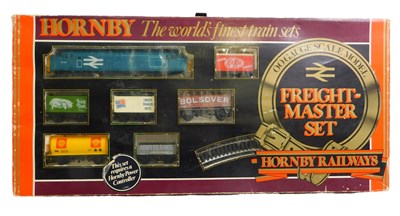 HORNBY The world's finest train sets
OO GAUGE SCALE MODEL
FREIGHT-
MASTER
SET
HORNBY RAILWAYS
BOLSOVER
This set
requires a
Hornby Power
Controller